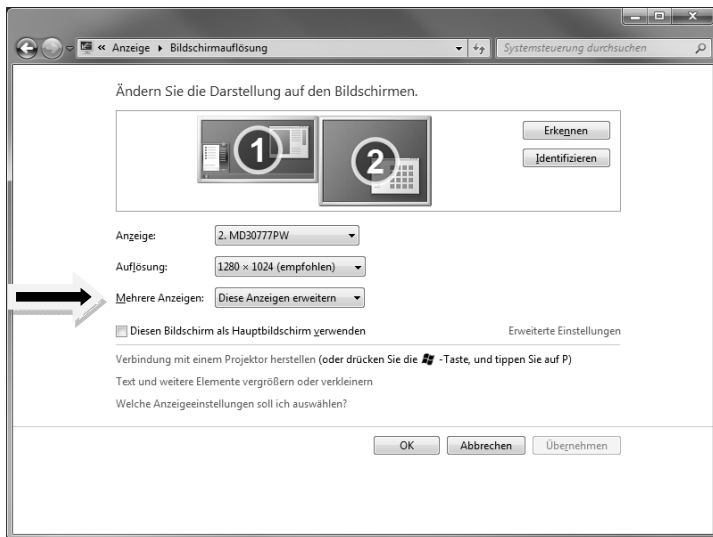 « Anzeige ▸ Bildschirmauflösung
Systemsteuerung durchsuchen
Ändern Sie die Darstellung auf den Bildschirmen.
1
2
Erkennen
Identifizieren
Anzeige: 2. MD30777PW
Auflösung: 1280 × 1024 (empfohlen)
Mehrere Anzeigen: Diese Anzeigen erweitern
Diesen Bildschirm als Hauptbildschirm verwenden
Erweiterte Einstellungen
Verbindung mit einem Projektor herstellen (oder drücken Sie die -Taste, und tippen Sie auf P)
Text und weitere Elemente vergrößern oder verkleinern
Welche Anzeigeeinstellungen soll ich auswählen?
OK Abbrechen Übernehmen